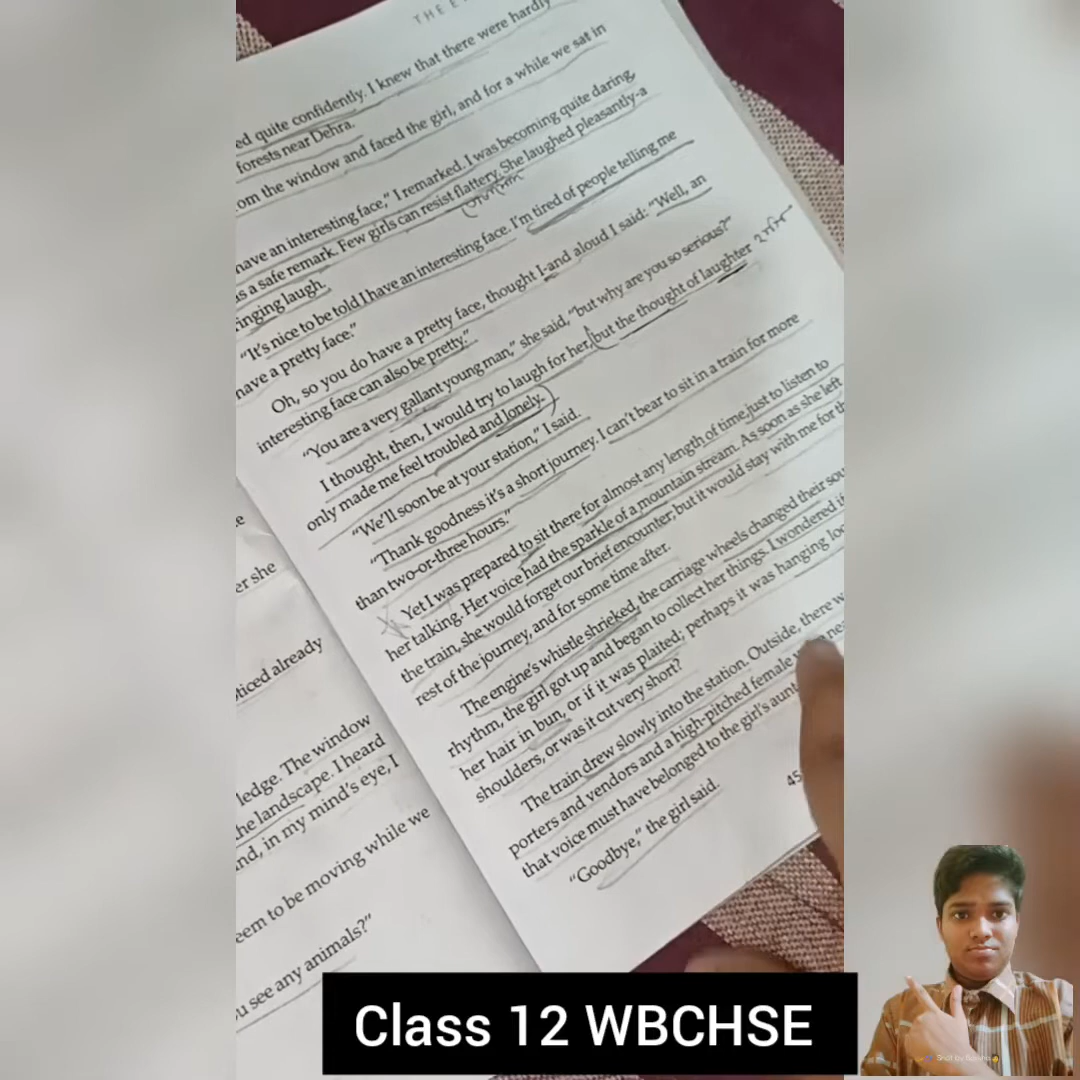 THE E
ed quite confidently. I knew that there were hardly
forests near Dehra.
om the window and faced the girl, and for a while we sat in
have an interesting face," I remarked. I was becoming quite daring,
is a safe remark. Few girls can resist flattery. She laughed pleasantly-a
ringing laugh.
"It's nice to be told I have an interesting face. I'm tired of people telling me
have a pretty face."
Oh, so you do have a pretty face, thought I-and aloud I said: "Well, an
interesting face can also be pretty."
"You are a very gallant young man," she said, "but why are you so serious?"
I thought, then, I would try to laugh for her, but the thought of laughter
only made me feel troubled and lonely.
"We'll soon be at your station," I said.
"Thank goodness it's a short journey. I can't bear to sit in a train for more
than two-or-three hours."
Yet I was prepared to sit there for almost any length of time, just to listen to
her talking. Her voice had the sparkle of a mountain stream. As soon as she left
the train, she would forget our brief encounter; but it would stay with me for th
rest of the journey, and for some time after.
The engine's whistle shrieked, the carriage wheels changed their sou
rhythm, the girl got up and began to collect her things. I wondered if
her hair in bun, or if it was plaited; perhaps it was hanging loo
shoulders, or was it cut very short?
The train drew slowly into the station. Outside, there w
porters and vendors and a high-pitched female ne
that voice must have belonged to the girl's aunt
"Goodbye," the girl said.
45
e
er she
ticed already
ledge. The window
he landscape. I heard
nd, in my mind's eye, I
eem to be moving while we
u see any animals?"
Class 12 WBCHSE
Shot by